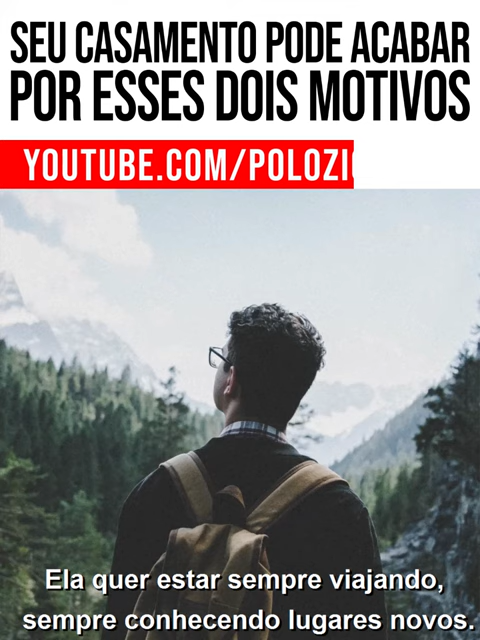 SEU CASAMENTO PODE ACABAR
POR ESSES DOIS MOTIVOS
YOUTUBE.COM/POLOZI
Ela quer estar sempre viajando,
sempre conhecendo lugares novos.